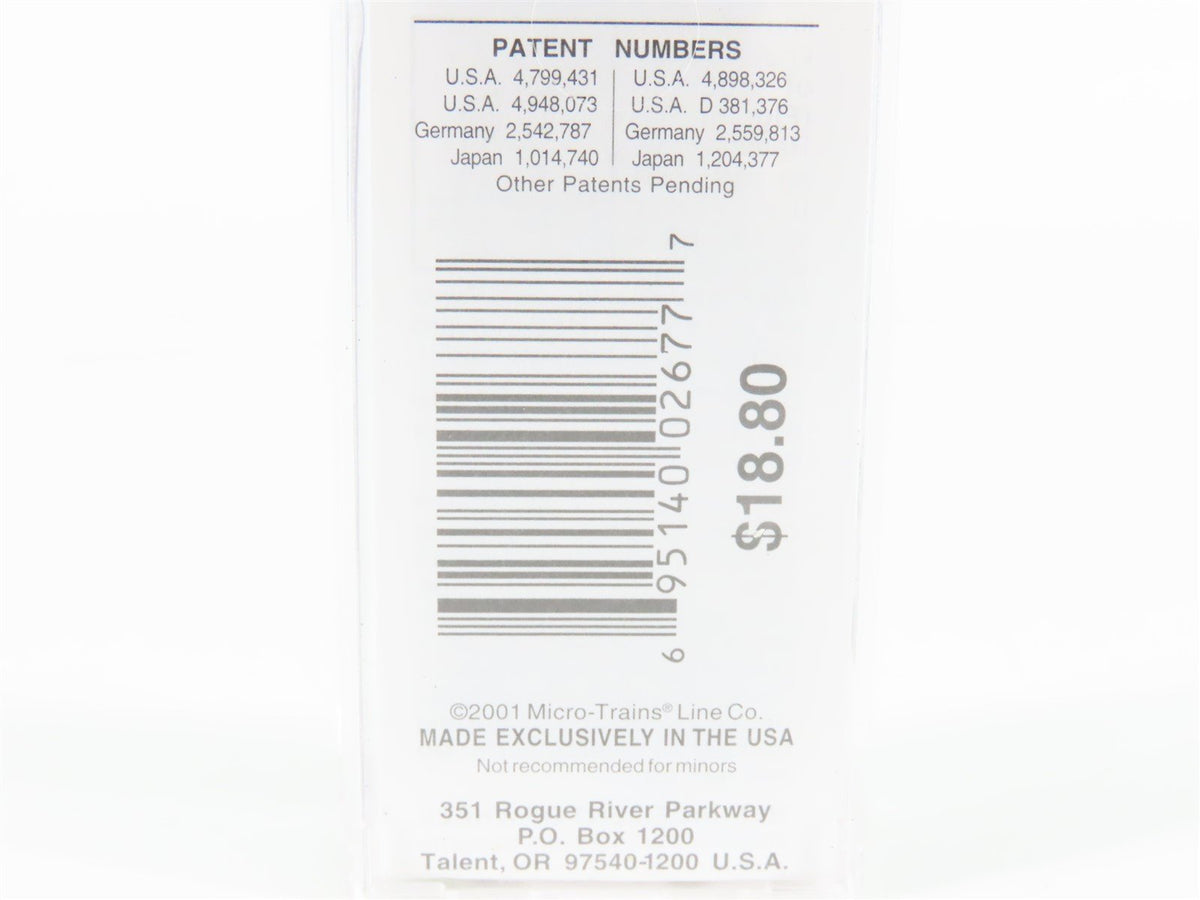 PATENT NUMBERS
U.S.A. 4,799,431 | U.S.A. 4,898,326
U.S.A. 4,948,073 | U.S.A. D 381,376
Germany 2,542,787 | Germany 2,559,813
Japan 1,014,740 | Japan 1,204,377
Other Patents Pending
6 95140 02677 7
$18.80
©2001 Micro-Trains® Line Co.
MADE EXCLUSIVELY IN THE USA
Not recommended for minors
351 Rogue River Parkway
P.O. Box 1200
Talent, OR 97540-1200 U.S.A.